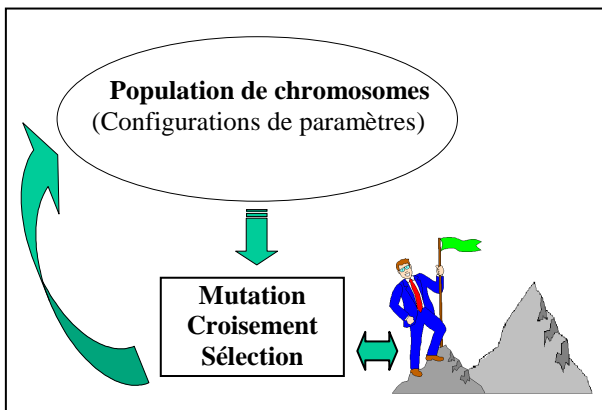 Population de chromosomes
(Configurations de paramètres)
Mutation
Croisement
Sélection